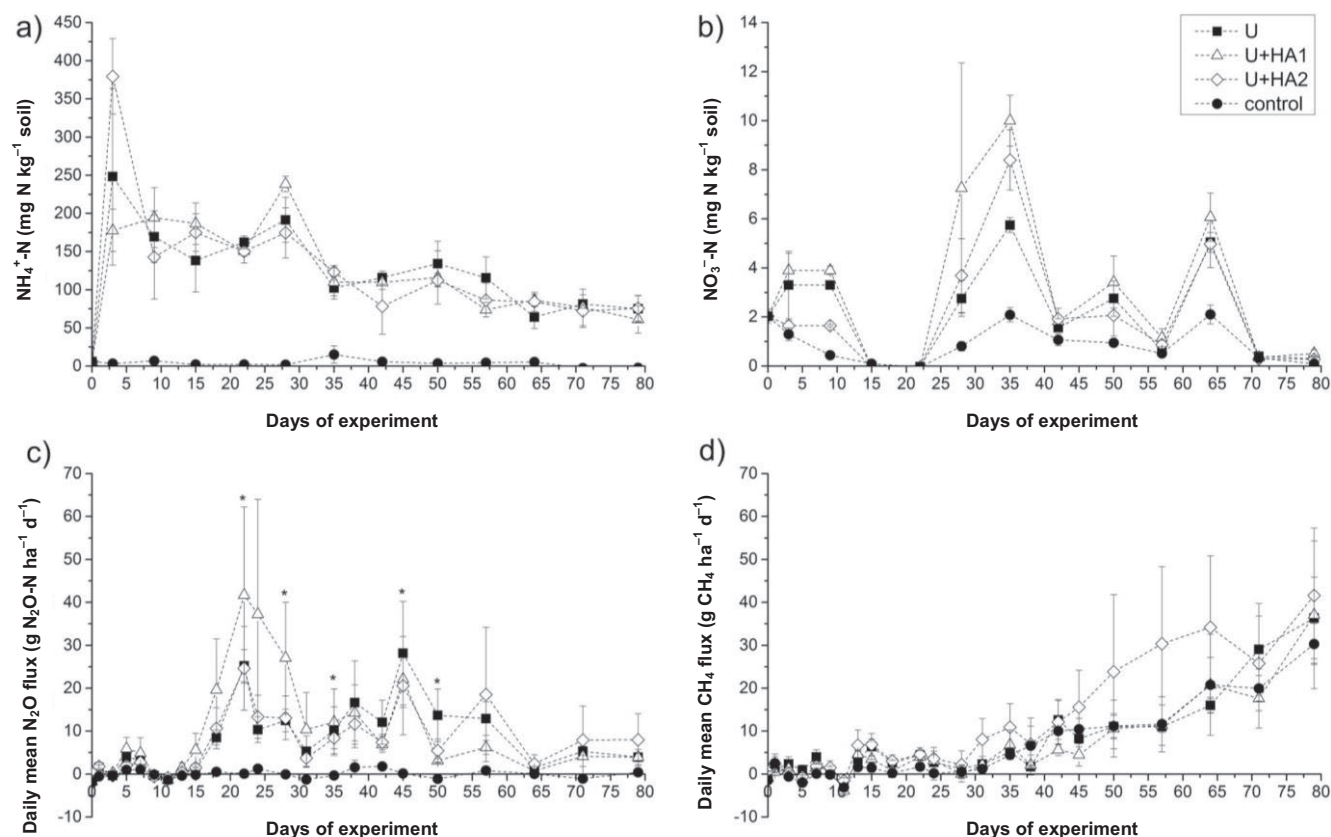 a)
450
400
350
300
250
200
150
100
50
0
NH₄⁺-N (mg N kg⁻¹ soil)
0 5 10 15 20 25 30 35 40 45 50 55 60 65 70 75 80
Days of experiment
b)
14
12
10
8
6
4
2
0
NO₃⁻-N (mg N kg⁻¹ soil)
U
U+HA1
U+HA2
control
0 5 10 15 20 25 30 35 40 45 50 55 60 65 70 75 80
Days of experiment
c)
70
60
50
40
30
20
10
0
-10
Daily mean N₂O flux (g N₂O-N ha⁻¹ d⁻¹)
* * * * *
0 5 10 15 20 25 30 35 40 45 50 55 60 65 70 75 80
Days of experiment
d)
70
60
50
40
30
20
10
0
-10
Daily mean CH₄ flux (g CH₄ ha⁻¹ d⁻¹)
0 5 10 15 20 25 30 35 40 45 50 55 60 65 70 75 80
Days of experiment